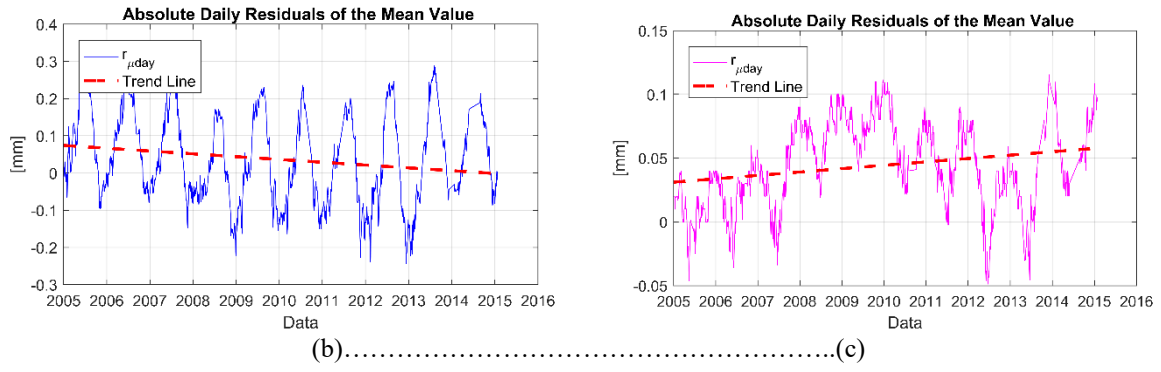 Absolute Daily Residuals of the Mean Value
0.4
0.3
0.2
0.1
0
-0.1
-0.2
-0.3
[mm]
r μday
Trend Line
2005 2006 2007 2008 2009 2010 2011 2012 2013 2014 2015 2016
Data
Absolute Daily Residuals of the Mean Value
0.15
0.1
0.05
0
-0.05
[mm]
r μday
Trend Line
2005 2006 2007 2008 2009 2010 2011 2012 2013 2014 2015 2016
Data
(b)……………………………………………………..(c)